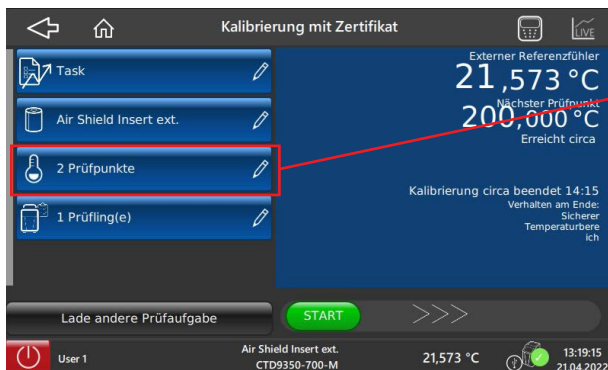 Kalibrierung mit Zertifikat
LIVE
Task
Air Shield Insert ext.
2 Prüfpunkte
1 Prüfling(e)
Externer Referenzfühler
21,573 °C
Nächster Prüfpunkt
200,000 °C
Erreicht circa
Kalibrierung circa beendet 14:15
Verhalten am Ende:
Sicherer
Temperaturbere
ich
Lade andere Prüfaufgabe
START
User 1
Air Shield Insert ext.
CTD9350-700-M
21,573 °C
13:19:15
21.04.2022